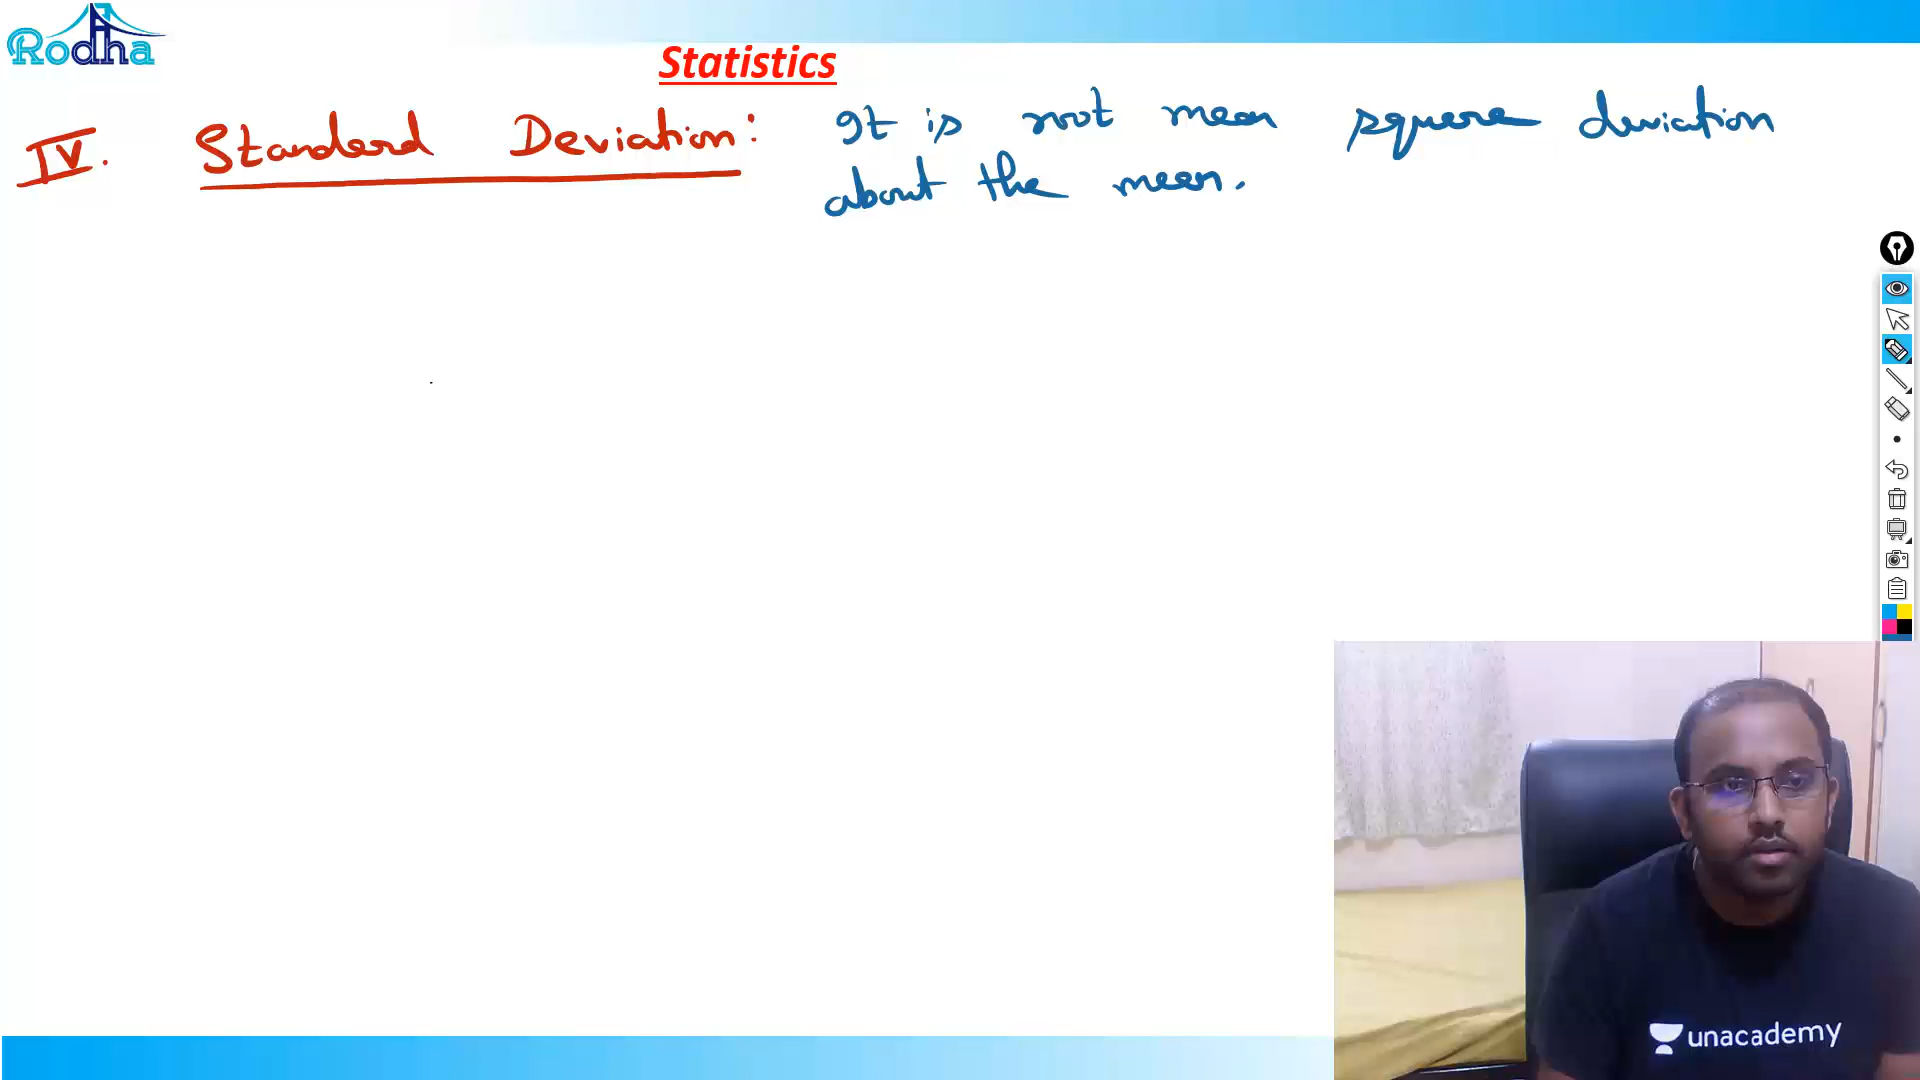 Rodha
Statistics
IV. Standard Deviation: It is root mean square deviation
about the mean.
unacademy